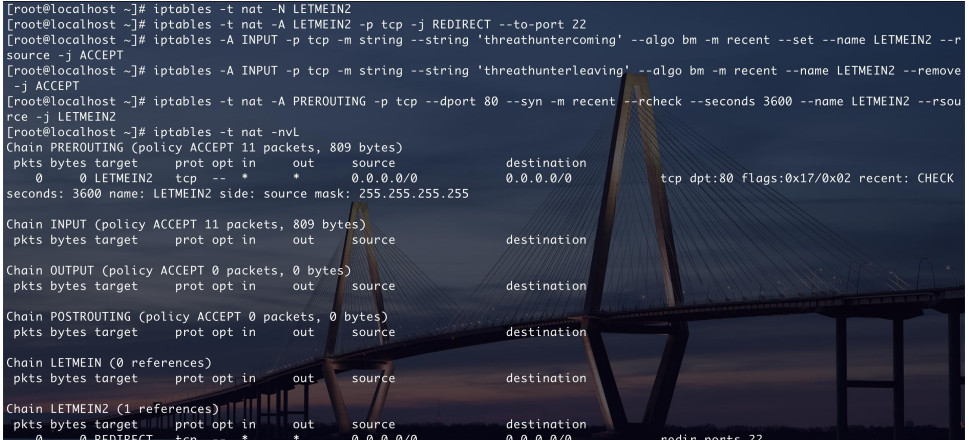 [root@localhost ~]# iptables -t nat -N LETMEIN2
[root@localhost ~]# iptables -t nat -A LETMEIN2 -p tcp -j REDIRECT --to-port 22
[root@localhost ~]# iptables -A INPUT -p tcp -m string --string 'threathuntercoming' --algo bm -m recent --set --name LETMEIN2 --r
source -j ACCEPT
[root@localhost ~]# iptables -A INPUT -p tcp -m string --string 'threathunterleaving' --algo bm -m recent --name LETMEIN2 --remove
 -j ACCEPT
[root@localhost ~]# iptables -t nat -A PREROUTING -p tcp --dport 80 --syn -m recent --rcheck --seconds 3600 --name LETMEIN2 --rsou
rce -j LETMEIN2
[root@localhost ~]# iptables -t nat -nvL
Chain PREROUTING (policy ACCEPT 11 packets, 809 bytes)
 pkts bytes target     prot opt in     out     source               destination
    0     0 LETMEIN2   tcp  --  *      *       0.0.0.0/0            0.0.0.0/0            tcp dpt:80 flags:0x17/0x02 recent: CHECK
seconds: 3600 name: LETMEIN2 side: source mask: 255.255.255.255
Chain INPUT (policy ACCEPT 11 packets, 809 bytes)
 pkts bytes target     prot opt in     out     source               destination
Chain OUTPUT (policy ACCEPT 0 packets, 0 bytes)
 pkts bytes target     prot opt in     out     source               destination
Chain POSTROUTING (policy ACCEPT 0 packets, 0 bytes)
 pkts bytes target     prot opt in     out     source               destination
Chain LETMEIN (0 references)
 pkts bytes target     prot opt in     out     source               destination
Chain LETMEIN2 (1 references)
 pkts bytes target     prot opt in     out     source               destination
    0     0 REDIRECT   tcp  --  *      *       0.0.0.0/0            0.0.0.0/0            redir ports 22